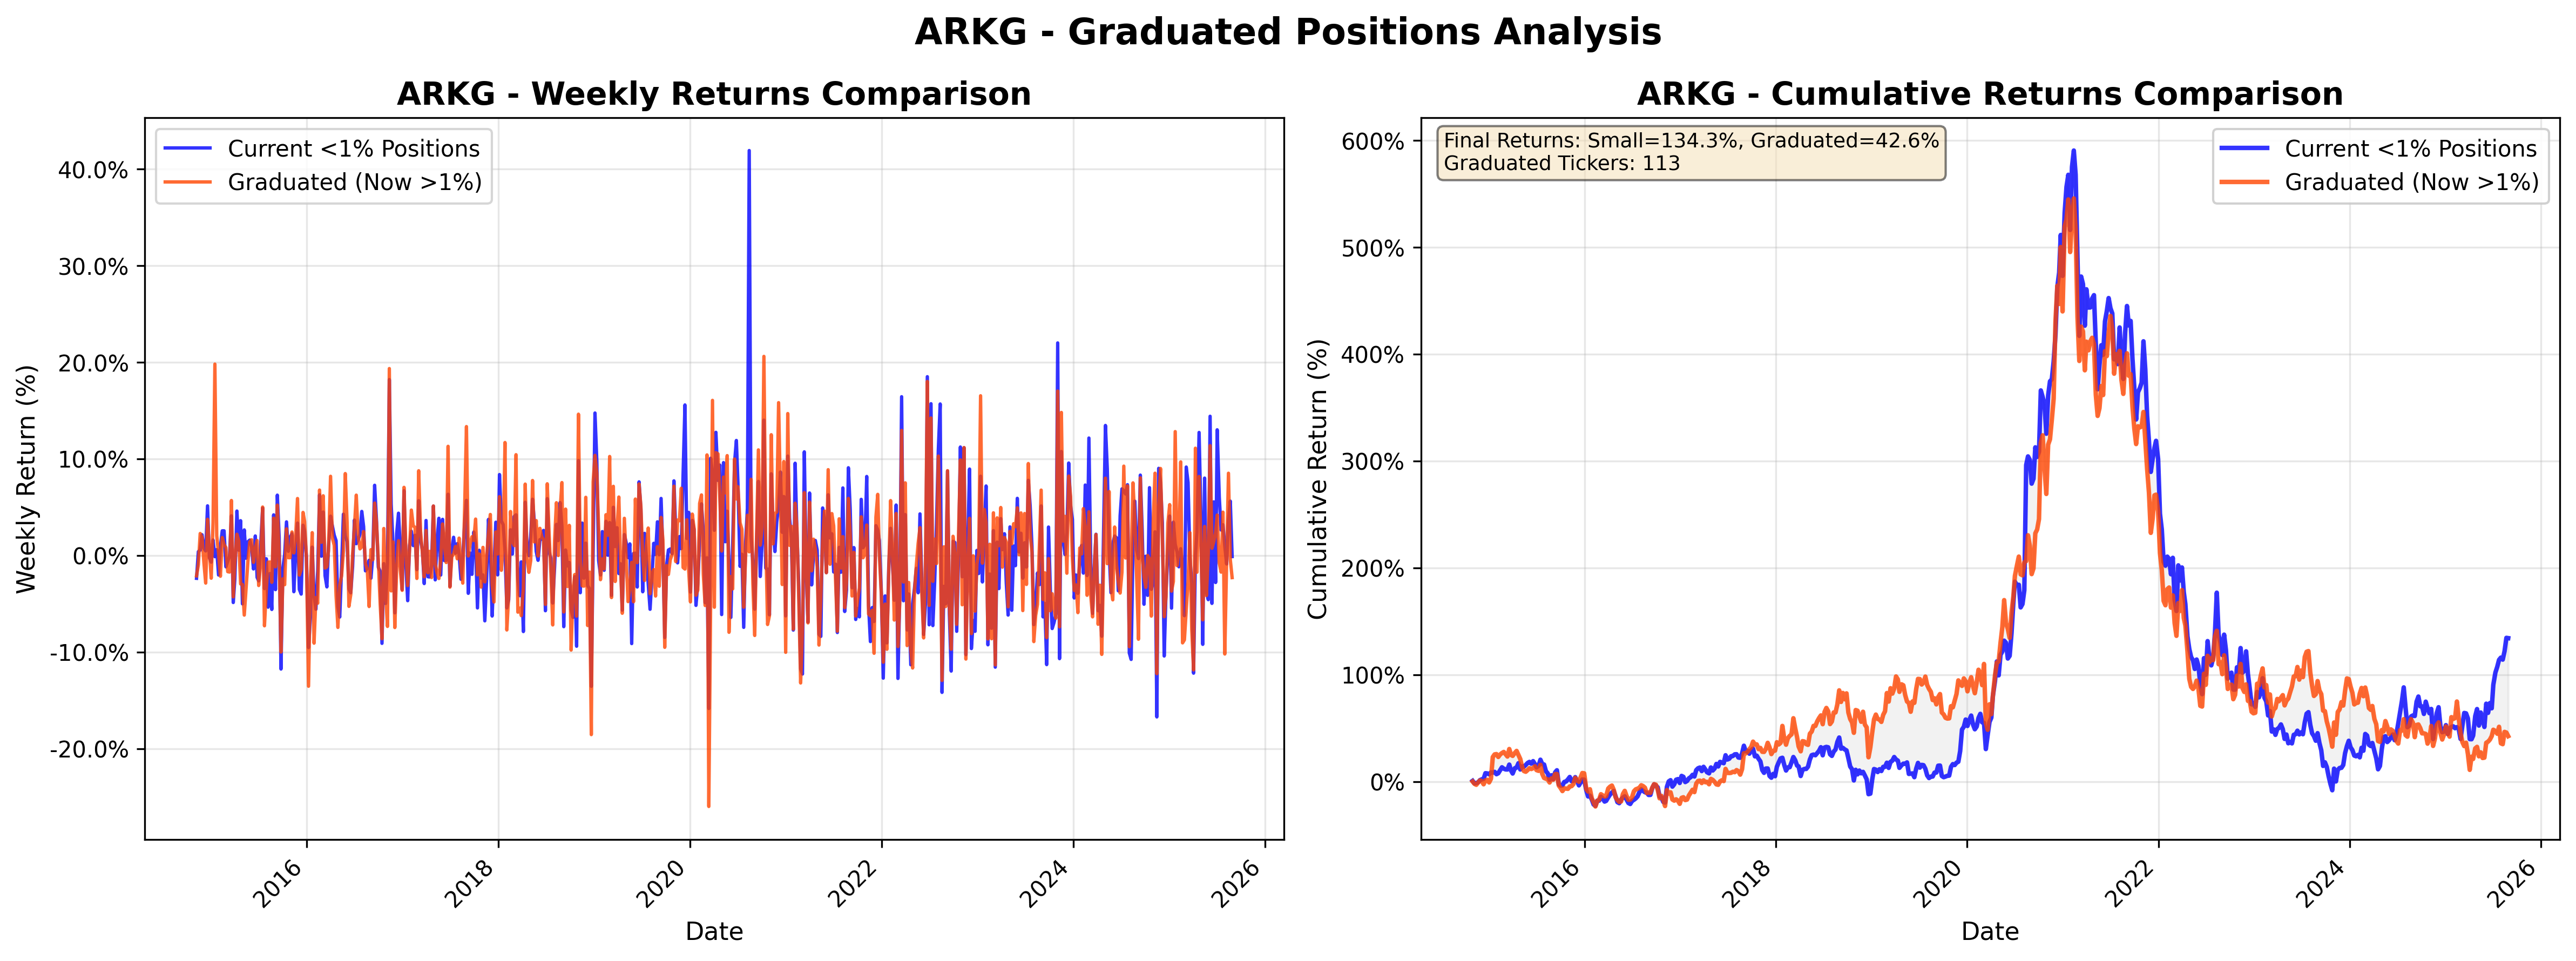 ARKG - Graduated Positions Analysis
ARKG - Weekly Returns Comparison
Current <1% Positions
Graduated (Now >1%)
Weekly Return (%)
40.0%
30.0%
20.0%
10.0%
0.0%
-10.0%
-20.0%
2016
2018
2020
2022
2024
2026
Date
ARKG - Cumulative Returns Comparison
Final Returns: Small=134.3%, Graduated=42.6%
Graduated Tickers: 113
Current <1% Positions
Graduated (Now >1%)
Cumulative Return (%)
600%
500%
400%
300%
200%
100%
0%
2016
2018
2020
2022
2024
2026
Date